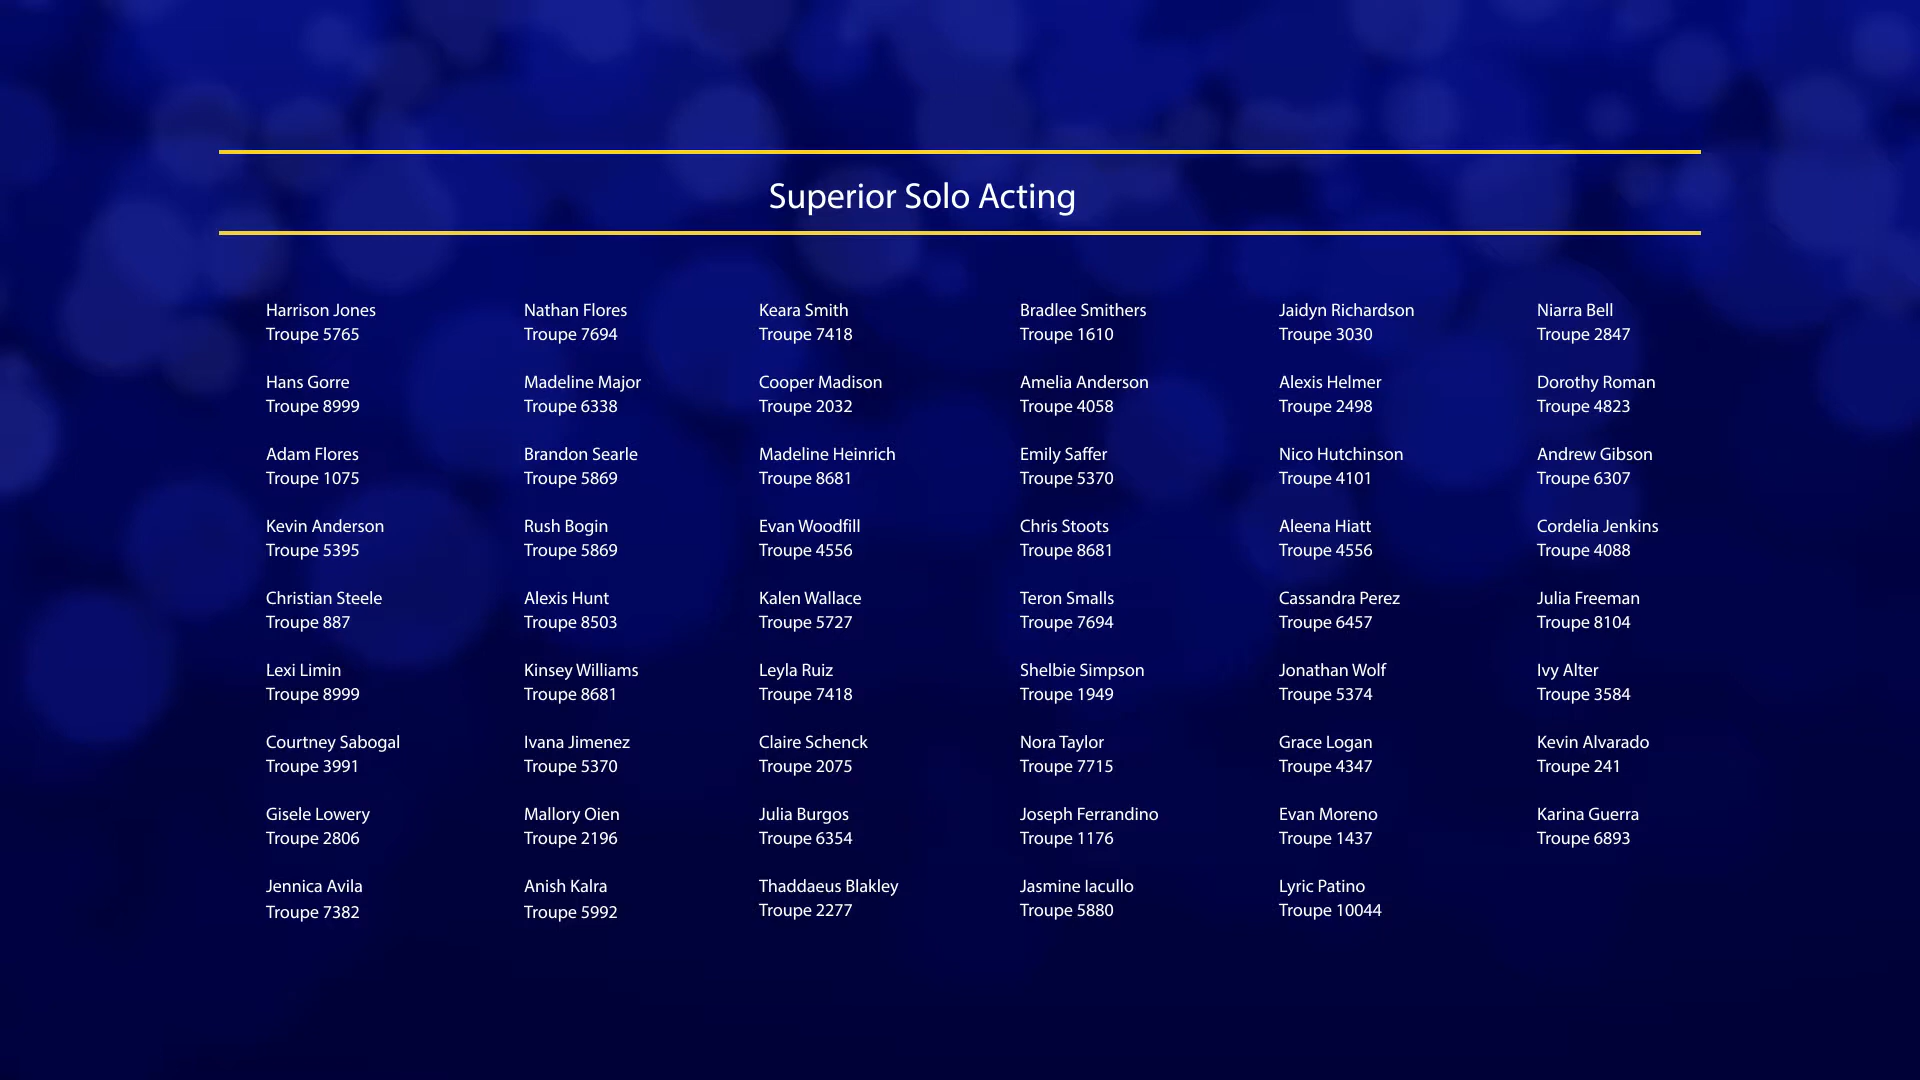 Superior Solo Acting
Harrison Jones
Troupe 5765
Hans Gorre
Troupe 8999
Adam Flores
Troupe 1075
Kevin Anderson
Troupe 5395
Christian Steele
Troupe 887
Lexi Limin
Troupe 8999
Courtney Sabogal
Troupe 3991
Gisele Lowery
Troupe 2806
Jennica Avila
Troupe 7382
Nathan Flores
Troupe 7694
Madeline Major
Troupe 6338
Brandon Searle
Troupe 5869
Rush Bogin
Troupe 5869
Alexis Hunt
Troupe 8503
Kinsey Williams
Troupe 8681
Ivana Jimenez
Troupe 5370
Mallory Oien
Troupe 2196
Anish Kalra
Troupe 5992
Keara Smith
Troupe 7418
Cooper Madison
Troupe 2032
Madeline Heinrich
Troupe 8681
Evan Woodfill
Troupe 4556
Kalen Wallace
Troupe 5727
Leyla Ruiz
Troupe 7418
Claire Schenck
Troupe 2075
Julia Burgos
Troupe 6354
Thaddaeus Blakley
Troupe 2277
Bradlee Smithers
Troupe 1610
Amelia Anderson
Troupe 4058
Emily Saffer
Troupe 5370
Chris Stoots
Troupe 8681
Teron Smalls
Troupe 7694
Shelbie Simpson
Troupe 1949
Nora Taylor
Troupe 7715
Joseph Ferrandino
Troupe 1176
Jasmine Iacullo
Troupe 5880
Jaidyn Richardson
Troupe 3030
Alexis Helmer
Troupe 2498
Nico Hutchinson
Troupe 4101
Aleena Hiatt
Troupe 4556
Cassandra Perez
Troupe 6457
Jonathan Wolf
Troupe 5374
Grace Logan
Troupe 4347
Evan Moreno
Troupe 1437
Lyric Patino
Troupe 10044
Niarra Bell
Troupe 2847
Dorothy Roman
Troupe 4823
Andrew Gibson
Troupe 6307
Cordelia Jenkins
Troupe 4088
Julia Freeman
Troupe 8104
Ivy Alter
Troupe 3584
Kevin Alvarado
Troupe 241
Karina Guerra
Troupe 6893